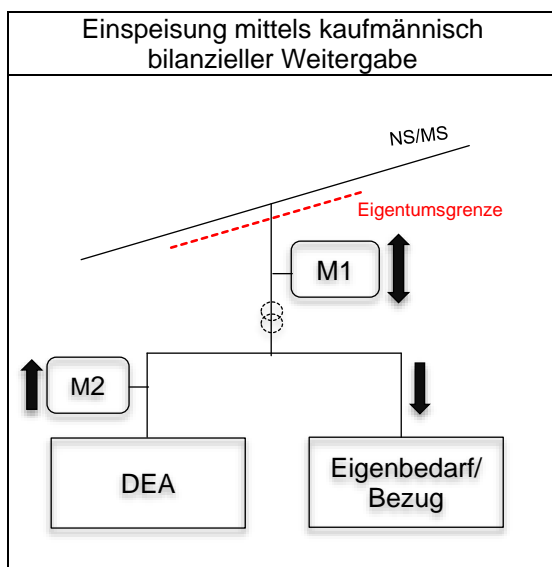 Einspeisung mittels kaufmännisch
bilanzieller Weitergabe
NS/MS
Eigentumsgrenze
M1
M2
DEA
Eigenbedarf/
Bezug